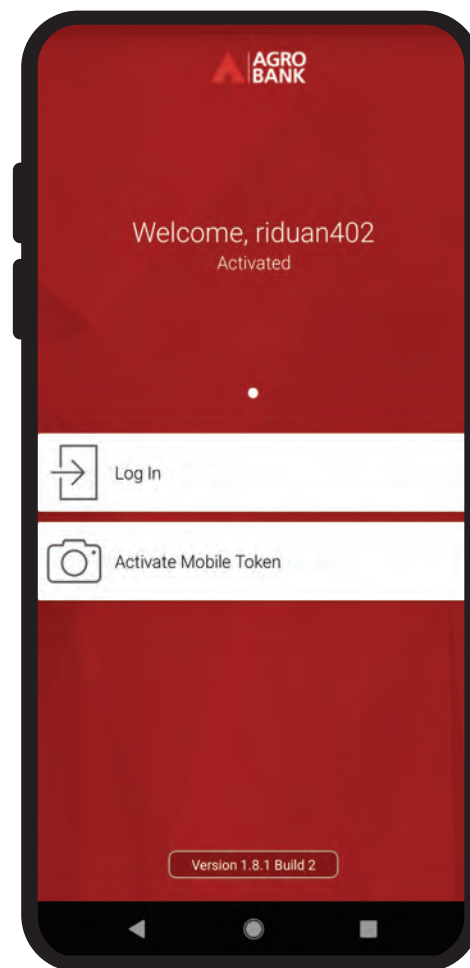 AGRO
BANK
Welcome, riduan402
Activated
Log In
Activate Mobile Token
Version 1.8.1 Build 2